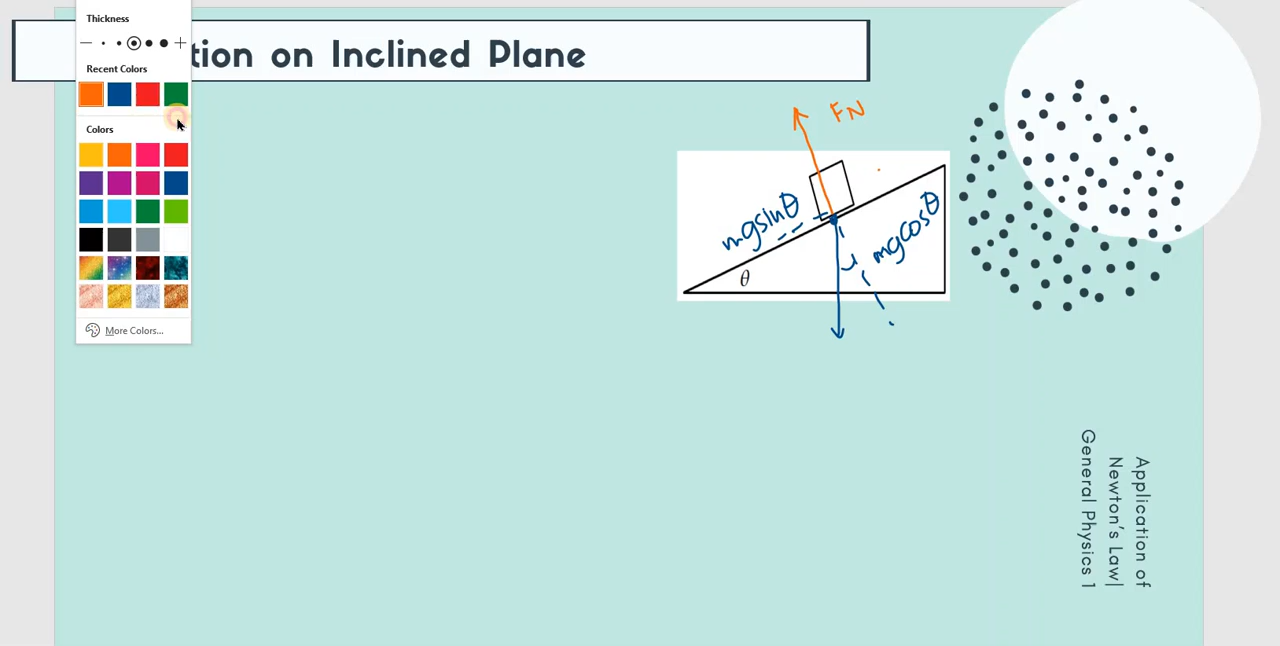 Thickness
Recent Colors
Colors
More Colors...
tion on Inclined Plane
FN
mgsinθ
mgcosθ
θ
Application of
Newton's Law|
General Physics 1